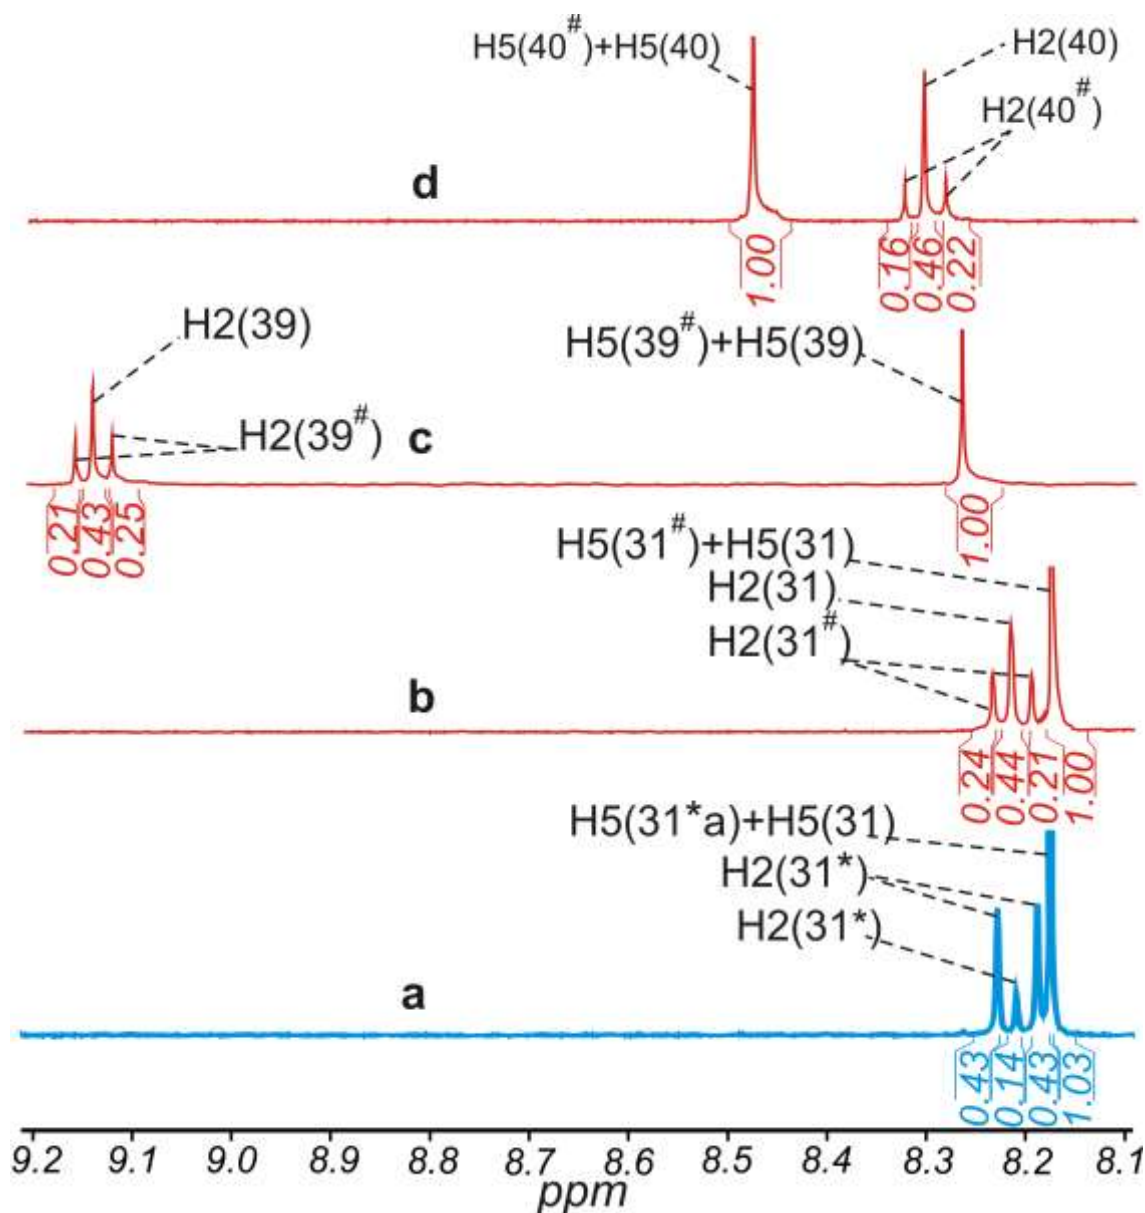 H5(40#)+H5(40)
H2(40)
H2(40#)
d
1.00
0.16
0.46
0.22
H2(39)
H5(39#)+H5(39)
H2(39#)
c
0.21
0.43
0.25
1.00
H5(31#)+H5(31)
H2(31)
H2(31#)
b
0.24
0.44
0.21
1.00
H5(31*a)+H5(31)
H2(31*)
H2(31*)
a
0.43
0.14
0.43
1.03
9.2 9.1 9.0 8.9 8.8 8.7 8.6 8.5 8.4 8.3 8.2 8.1
ppm